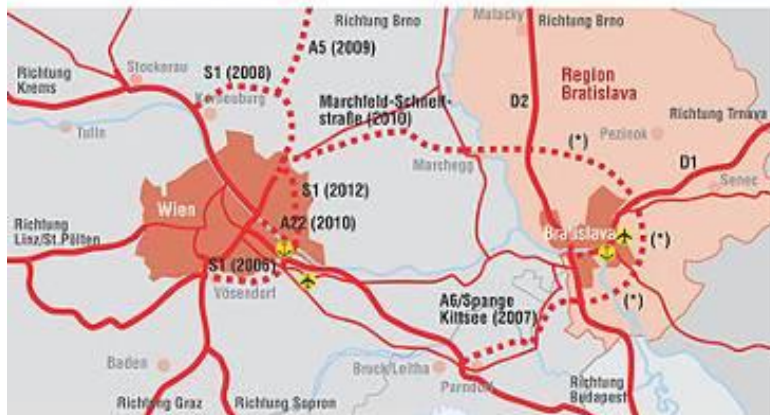 Richtung Brno
Malacky
Richtung Brno
A5 (2009)
Richtung
Krems
Stockerau
S1 (2008)
Korneuburg
Region
Bratislava
Marchfeld-Schnell-
straße (2010)
D2
Tulln
(*)
Pezinok
Richtung Trnava
Marchegg
D1
Senec
S1 (2012)
Wien
A22 (2010)
Richtung
Linz/St.Pölten
Bratislava
(*)
S1 (2006)
Vösendorf
(*)
A6/Spange
Kittsee (2007)
Baden
Bruck/Leitha
Parndorf
Richtung Graz
Richtung Sopron
Richtung
Budapest